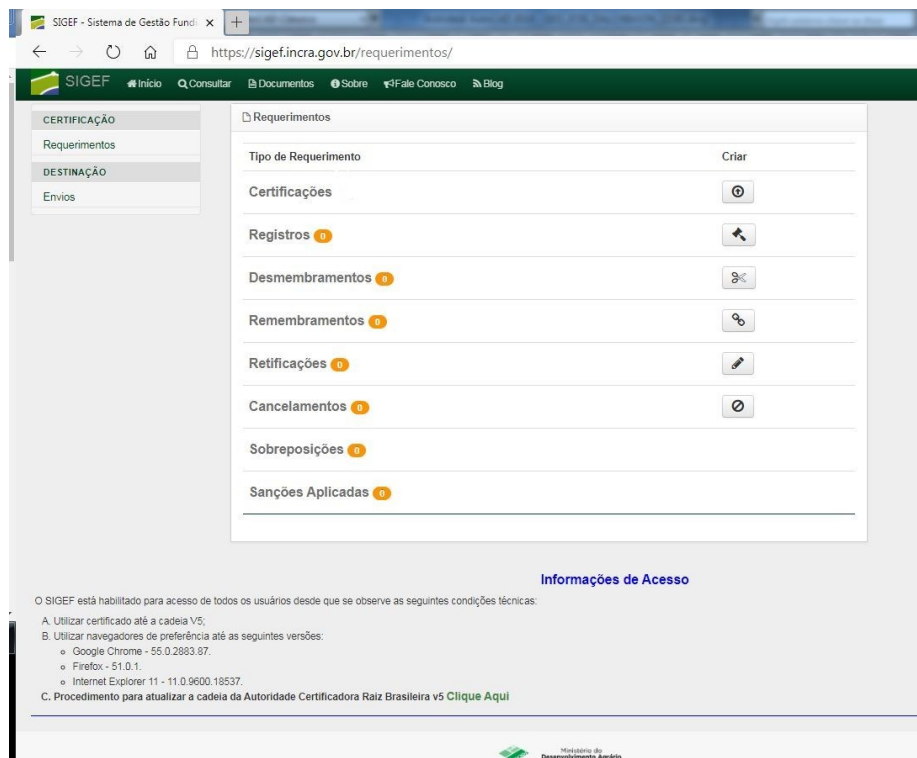 SIGEF - Sistema de Gestão Fund
https://sigef.incra.gov.br/requerimentos/
SIGEF Início Consultar Documentos Sobre Fale Conosco Blog
CERTIFICAÇÃO
Requerimentos
DESTINAÇÃO
Envios
Requerimentos
Tipo de Requerimento Criar
Certificações
Registros 0
Desmembramentos 0
Remembramentos 0
Retificações 0
Cancelamentos 0
Sobreposições 0
Sanções Aplicadas 0
Informações de Acesso
O SIGEF está habilitado para acesso de todos os usuários desde que se observe as seguintes condições técnicas:
A. Utilizar certificado até a cadeia V5;
B. Utilizar navegadores de preferência até as seguintes versões:
Google Chrome - 55.0.2883.87.
Firefox - 51.0.1.
Internet Explorer 11 - 11.0.9600.18537.
C. Procedimento para atualizar a cadeia da Autoridade Certificadora Raiz Brasileira v5 Clique Aqui
Ministério do
Desenvolvimento Agrário